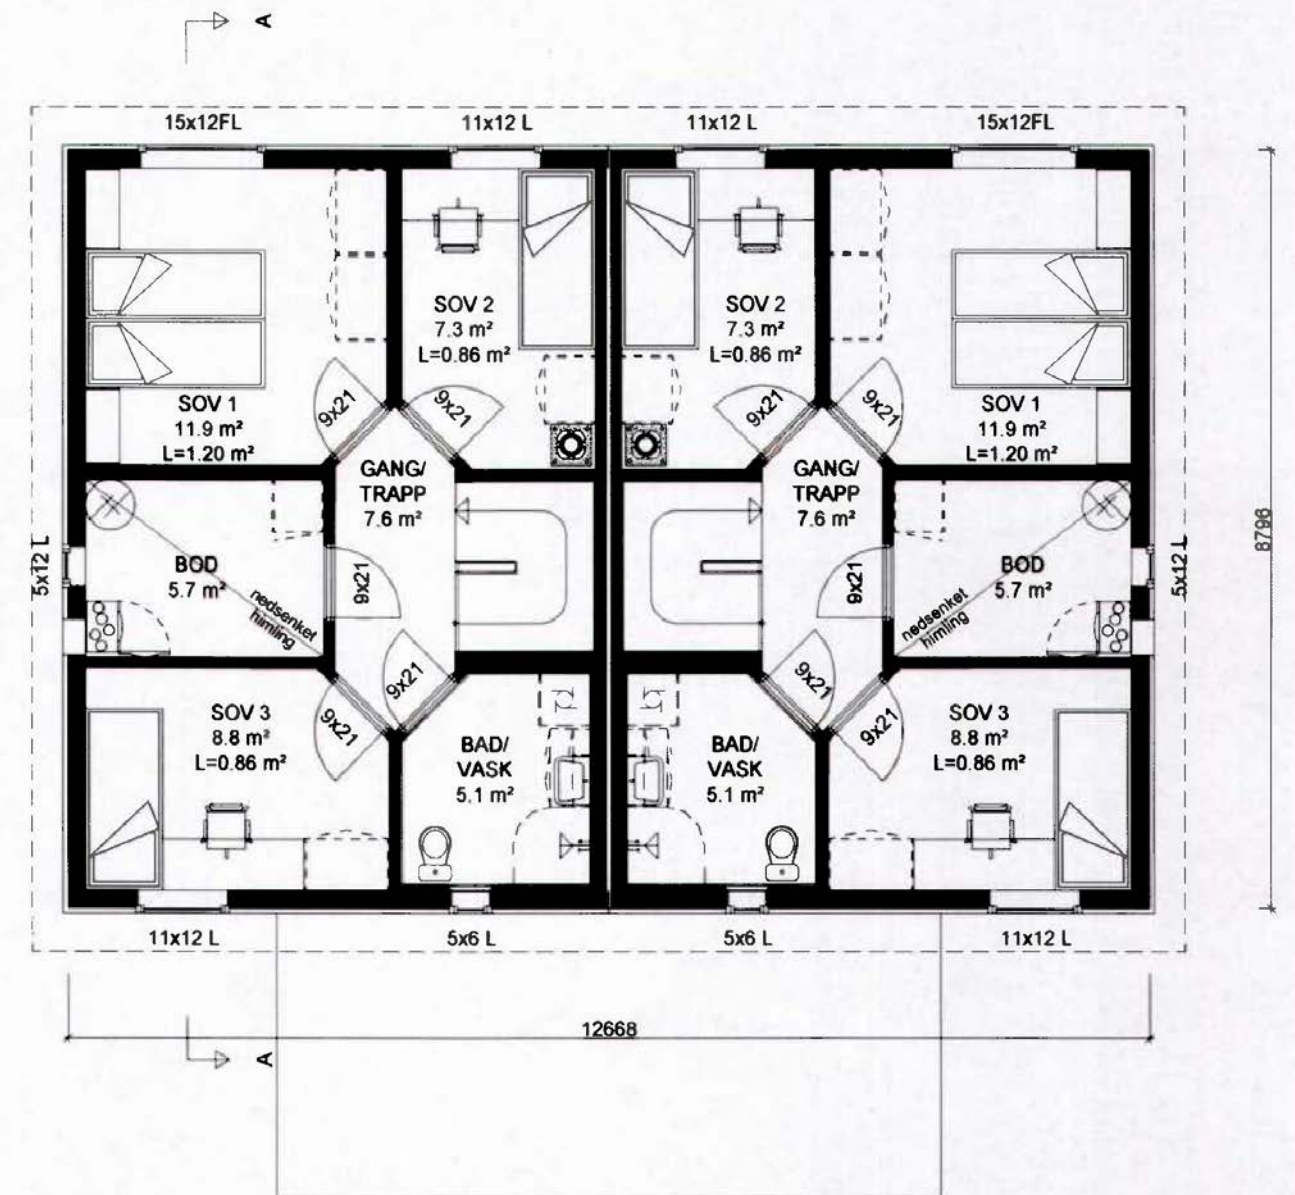 A
15x12FL
11x12 L
11x12 L
15x12FL
SOV 1
11.9 m²
L=1.20 m²
SOV 2
7.3 m²
L=0.86 m²
SOV 2
7.3 m²
L=0.86 m²
SOV 1
11.9 m²
L=1.20 m²
9x21
9x21
9x21
9x21
GANG/
TRAPP
7.6 m²
GANG/
TRAPP
7.6 m²
5x12 L
BOD
5.7 m²
nedsenket
himling
9x21
9x21
BOD
5.7 m²
nedsenket
himling
5x12 L
8796
9x21
9x21
9x21
9x21
SOV 3
8.8 m²
L=0.86 m²
BAD/
VASK
5.1 m²
BAD/
VASK
5.1 m²
SOV 3
8.8 m²
L=0.86 m²
11x12 L
5x6 L
5x6 L
11x12 L
12668
A